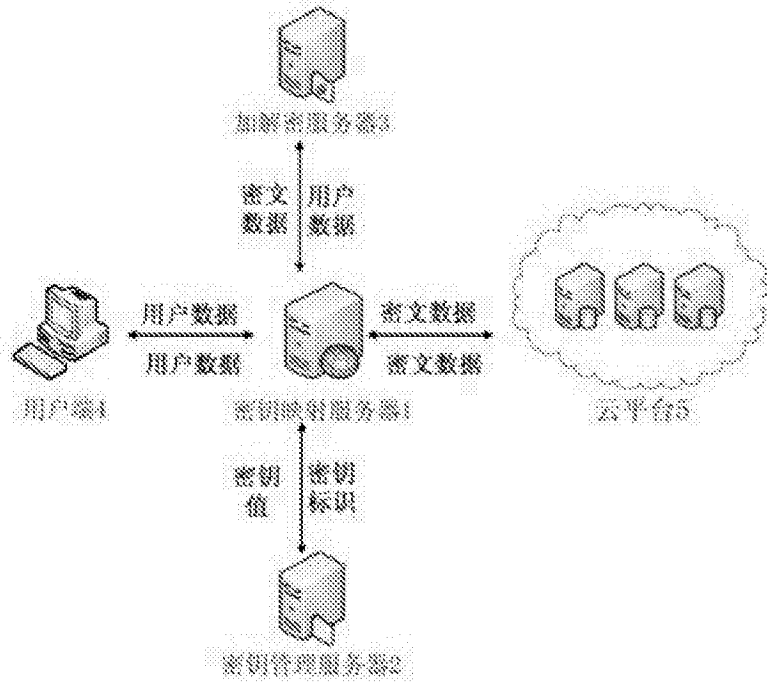 加解密服务器3
密文
数据
用户
数据
用户数据
用户数据
密文数据
密文数据
用户端4
密钥映射服务器1
云平台5
密钥
值
密钥
标识
密钥管理服务器2